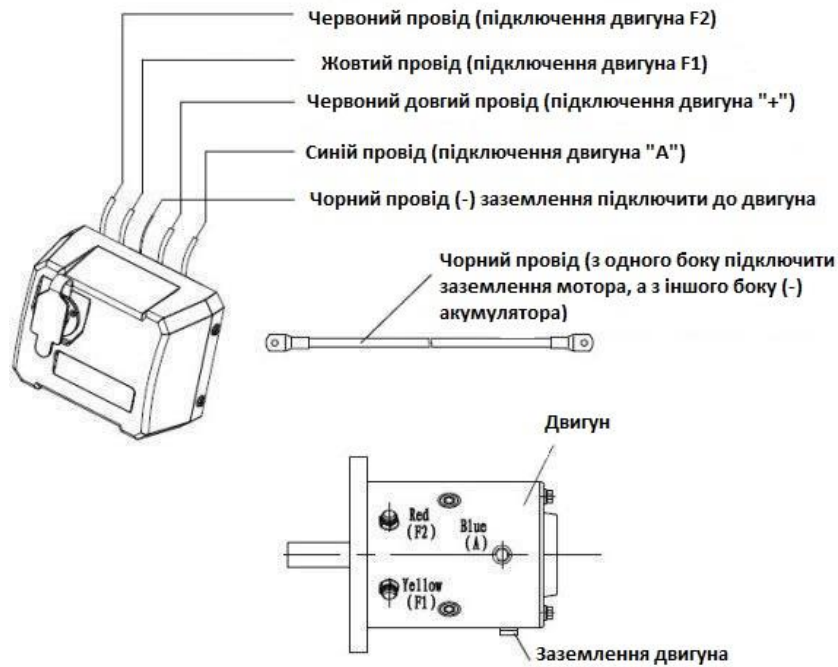 Червоний провід (підключення двигуна F2)
Жовтий провід (підключення двигуна F1)
Червоний довгий провід (підключення двигуна "+")
Синій провід (підключення двигуна "А")
Чорний провід (-) заземлення підключити до двигуна
Чорний провід (з одного боку підключити
заземлення мотора, а з іншого боку (-)
акумулятора)
Двигун
Red
(F2)
Blue
(A)
Yellow
(F1)
Заземлення двигуна